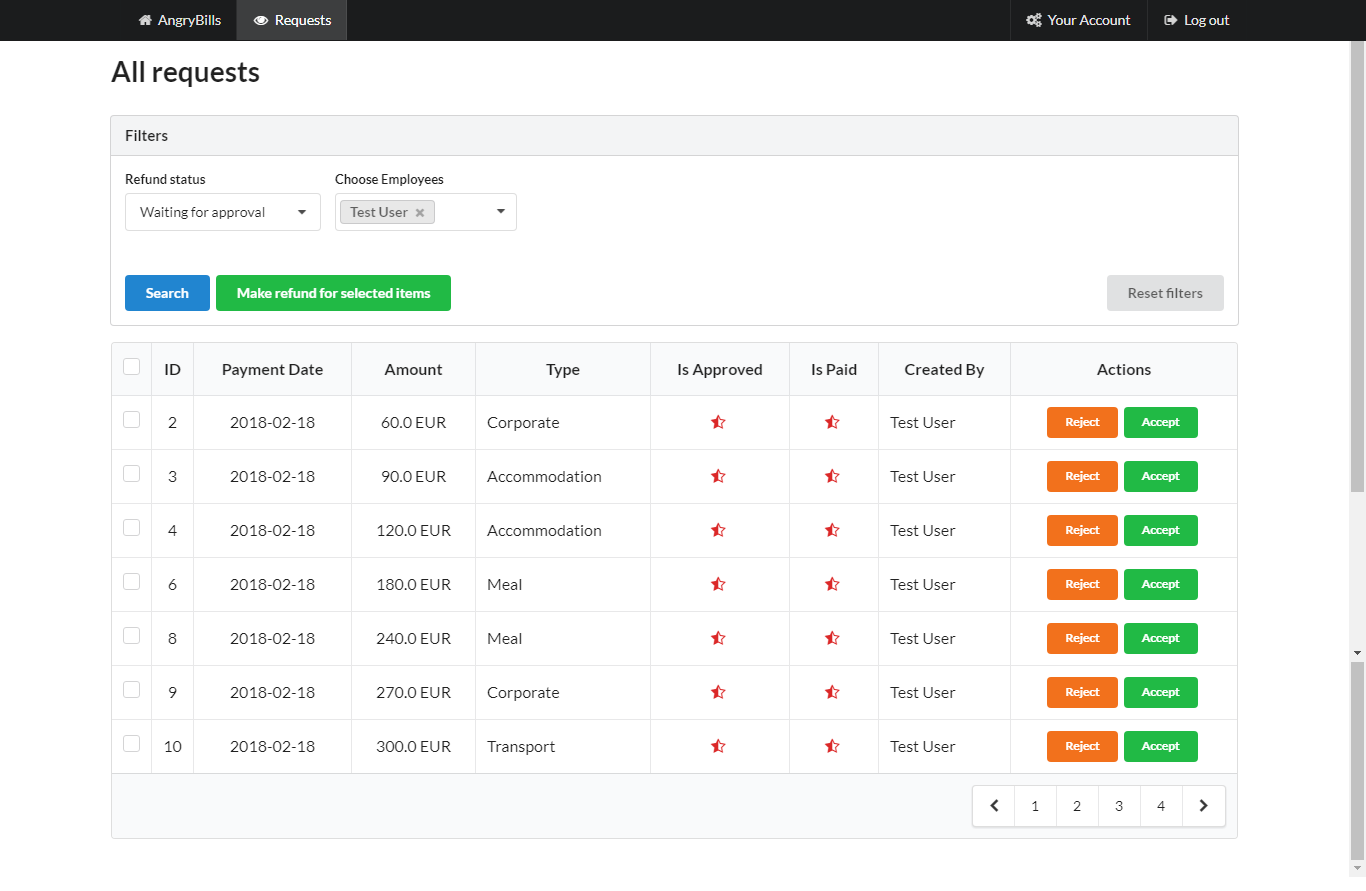 AngryBills Requests Your Account Log out
All requests
Filters
Refund status Choose Employees
Waiting for approval Test User
Search Make refund for selected items Reset filters
ID Payment Date Amount Type Is Approved Is Paid Created By Actions
2 2018-02-18 60.0 EUR Corporate Test User Reject Accept
3 2018-02-18 90.0 EUR Accommodation Test User Reject Accept
4 2018-02-18 120.0 EUR Accommodation Test User Reject Accept
6 2018-02-18 180.0 EUR Meal Test User Reject Accept
8 2018-02-18 240.0 EUR Meal Test User Reject Accept
9 2018-02-18 270.0 EUR Corporate Test User Reject Accept
10 2018-02-18 300.0 EUR Transport Test User Reject Accept
1 2 3 4